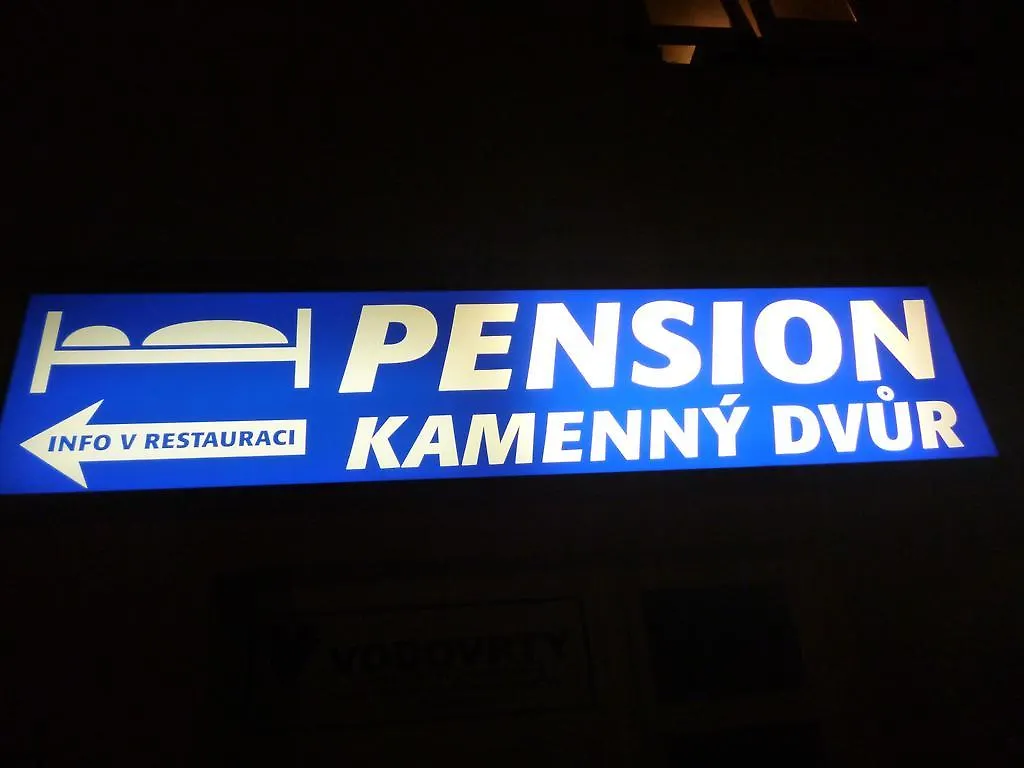 PENSION
KAMENNÝ DVŮR
INFO V RESTAURACI